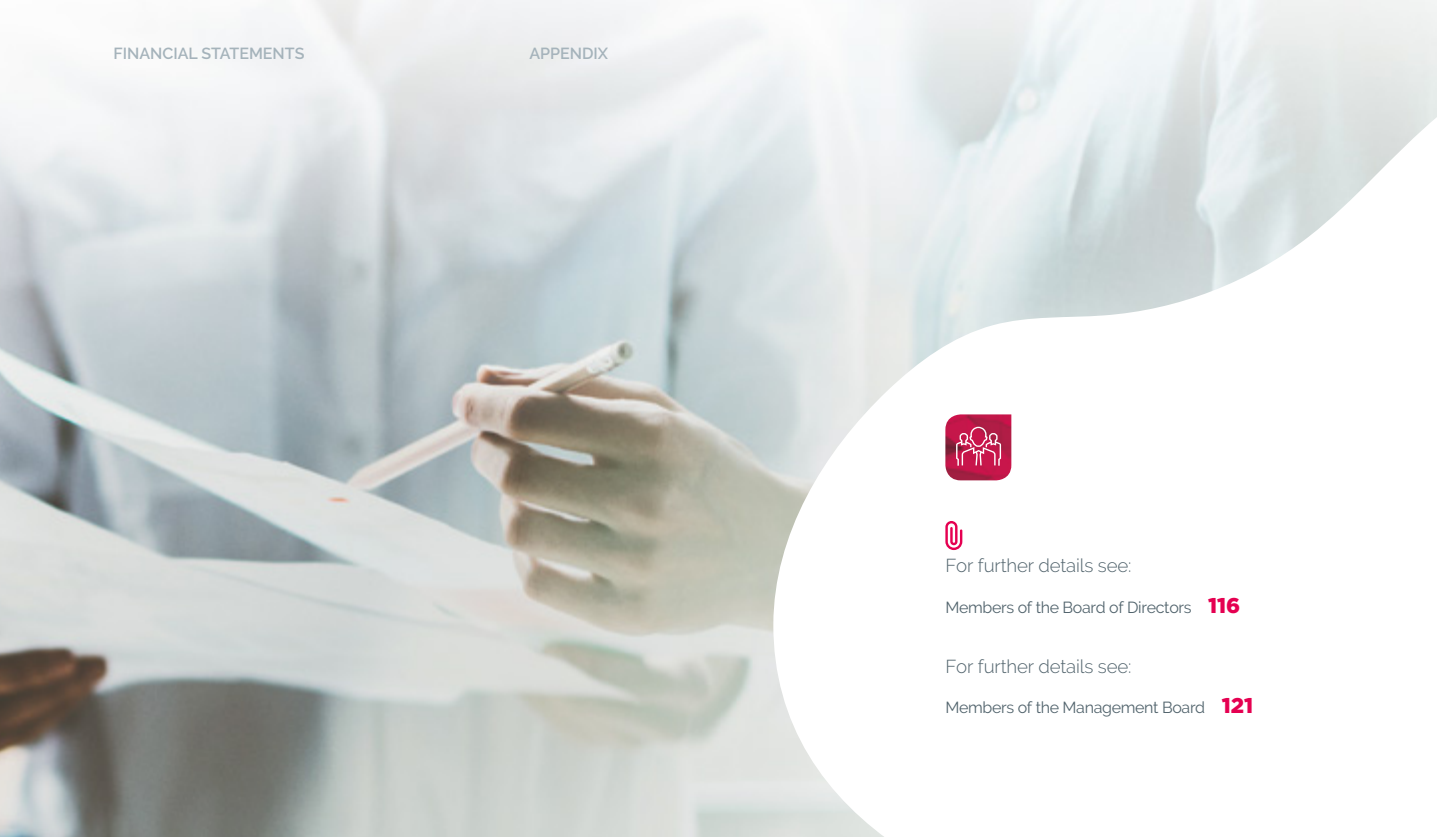 FINANCIAL STATEMENTS
APPENDIX
For further details see:
Members of the Board of Directors 116
For further details see:
Members of the Management Board 121